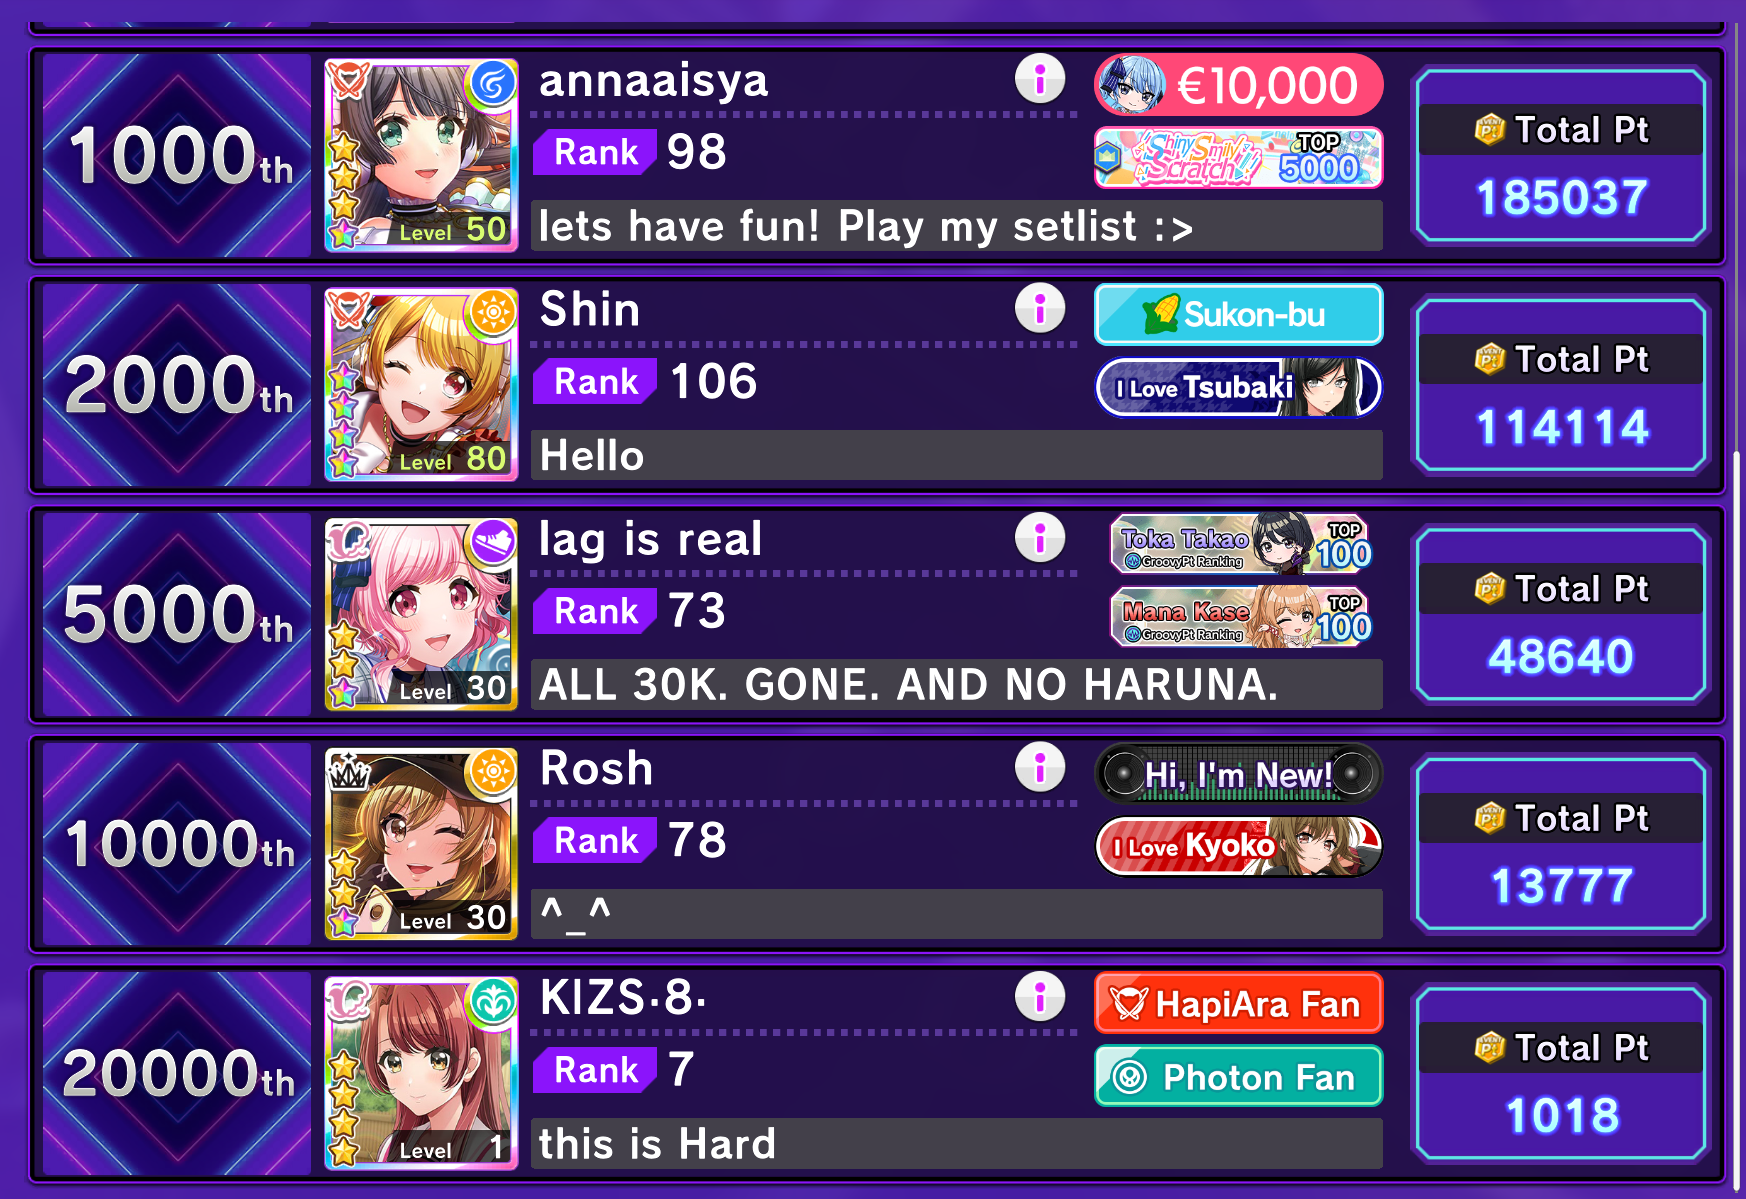 1000th
Level 50
annaaisya
Rank 98
lets have fun! Play my setlist :>
€10,000
Shiny Smily Scratch!!! TOP 5000
Total Pt
185037
2000th
Level 80
Shin
Rank 106
Hello
Sukon-bu
I Love Tsubaki
Total Pt
114114
5000th
Level 30
lag is real
Rank 73
ALL 30K. GONE. AND NO HARUNA.
Toka Takao TOP 100
GroovyPt Ranking
Mana Kase TOP 100
GroovyPt Ranking
Total Pt
48640
10000th
Level 30
Rosh
Rank 78
^_^
Hi, I'm New!
I Love Kyoko
Total Pt
13777
20000th
Level 1
KIZS·8·
Rank 7
this is Hard
HapiAra Fan
Photon Fan
Total Pt
1018